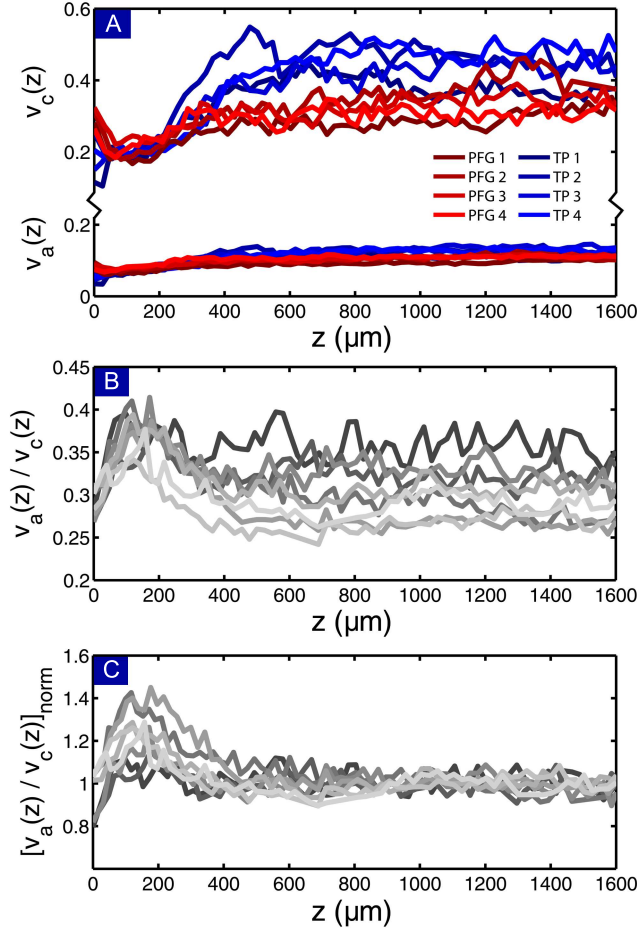 A
0.6
0.4
0.2
v_c(z)
PFG 1 TP 1
PFG 2 TP 2
PFG 3 TP 3
PFG 4 TP 4
0.2
0
v_a(z)
0 200 400 600 800 1000 1200 1400 1600
z (µm)
B
0.45
0.4
0.35
0.3
0.25
0.2
v_a(z) / v_c(z)
0 200 400 600 800 1000 1200 1400 1600
z (µm)
C
1.6
1.4
1.2
1
0.8
[v_a(z) / v_c(z)]_norm
0 200 400 600 800 1000 1200 1400 1600
z (µm)